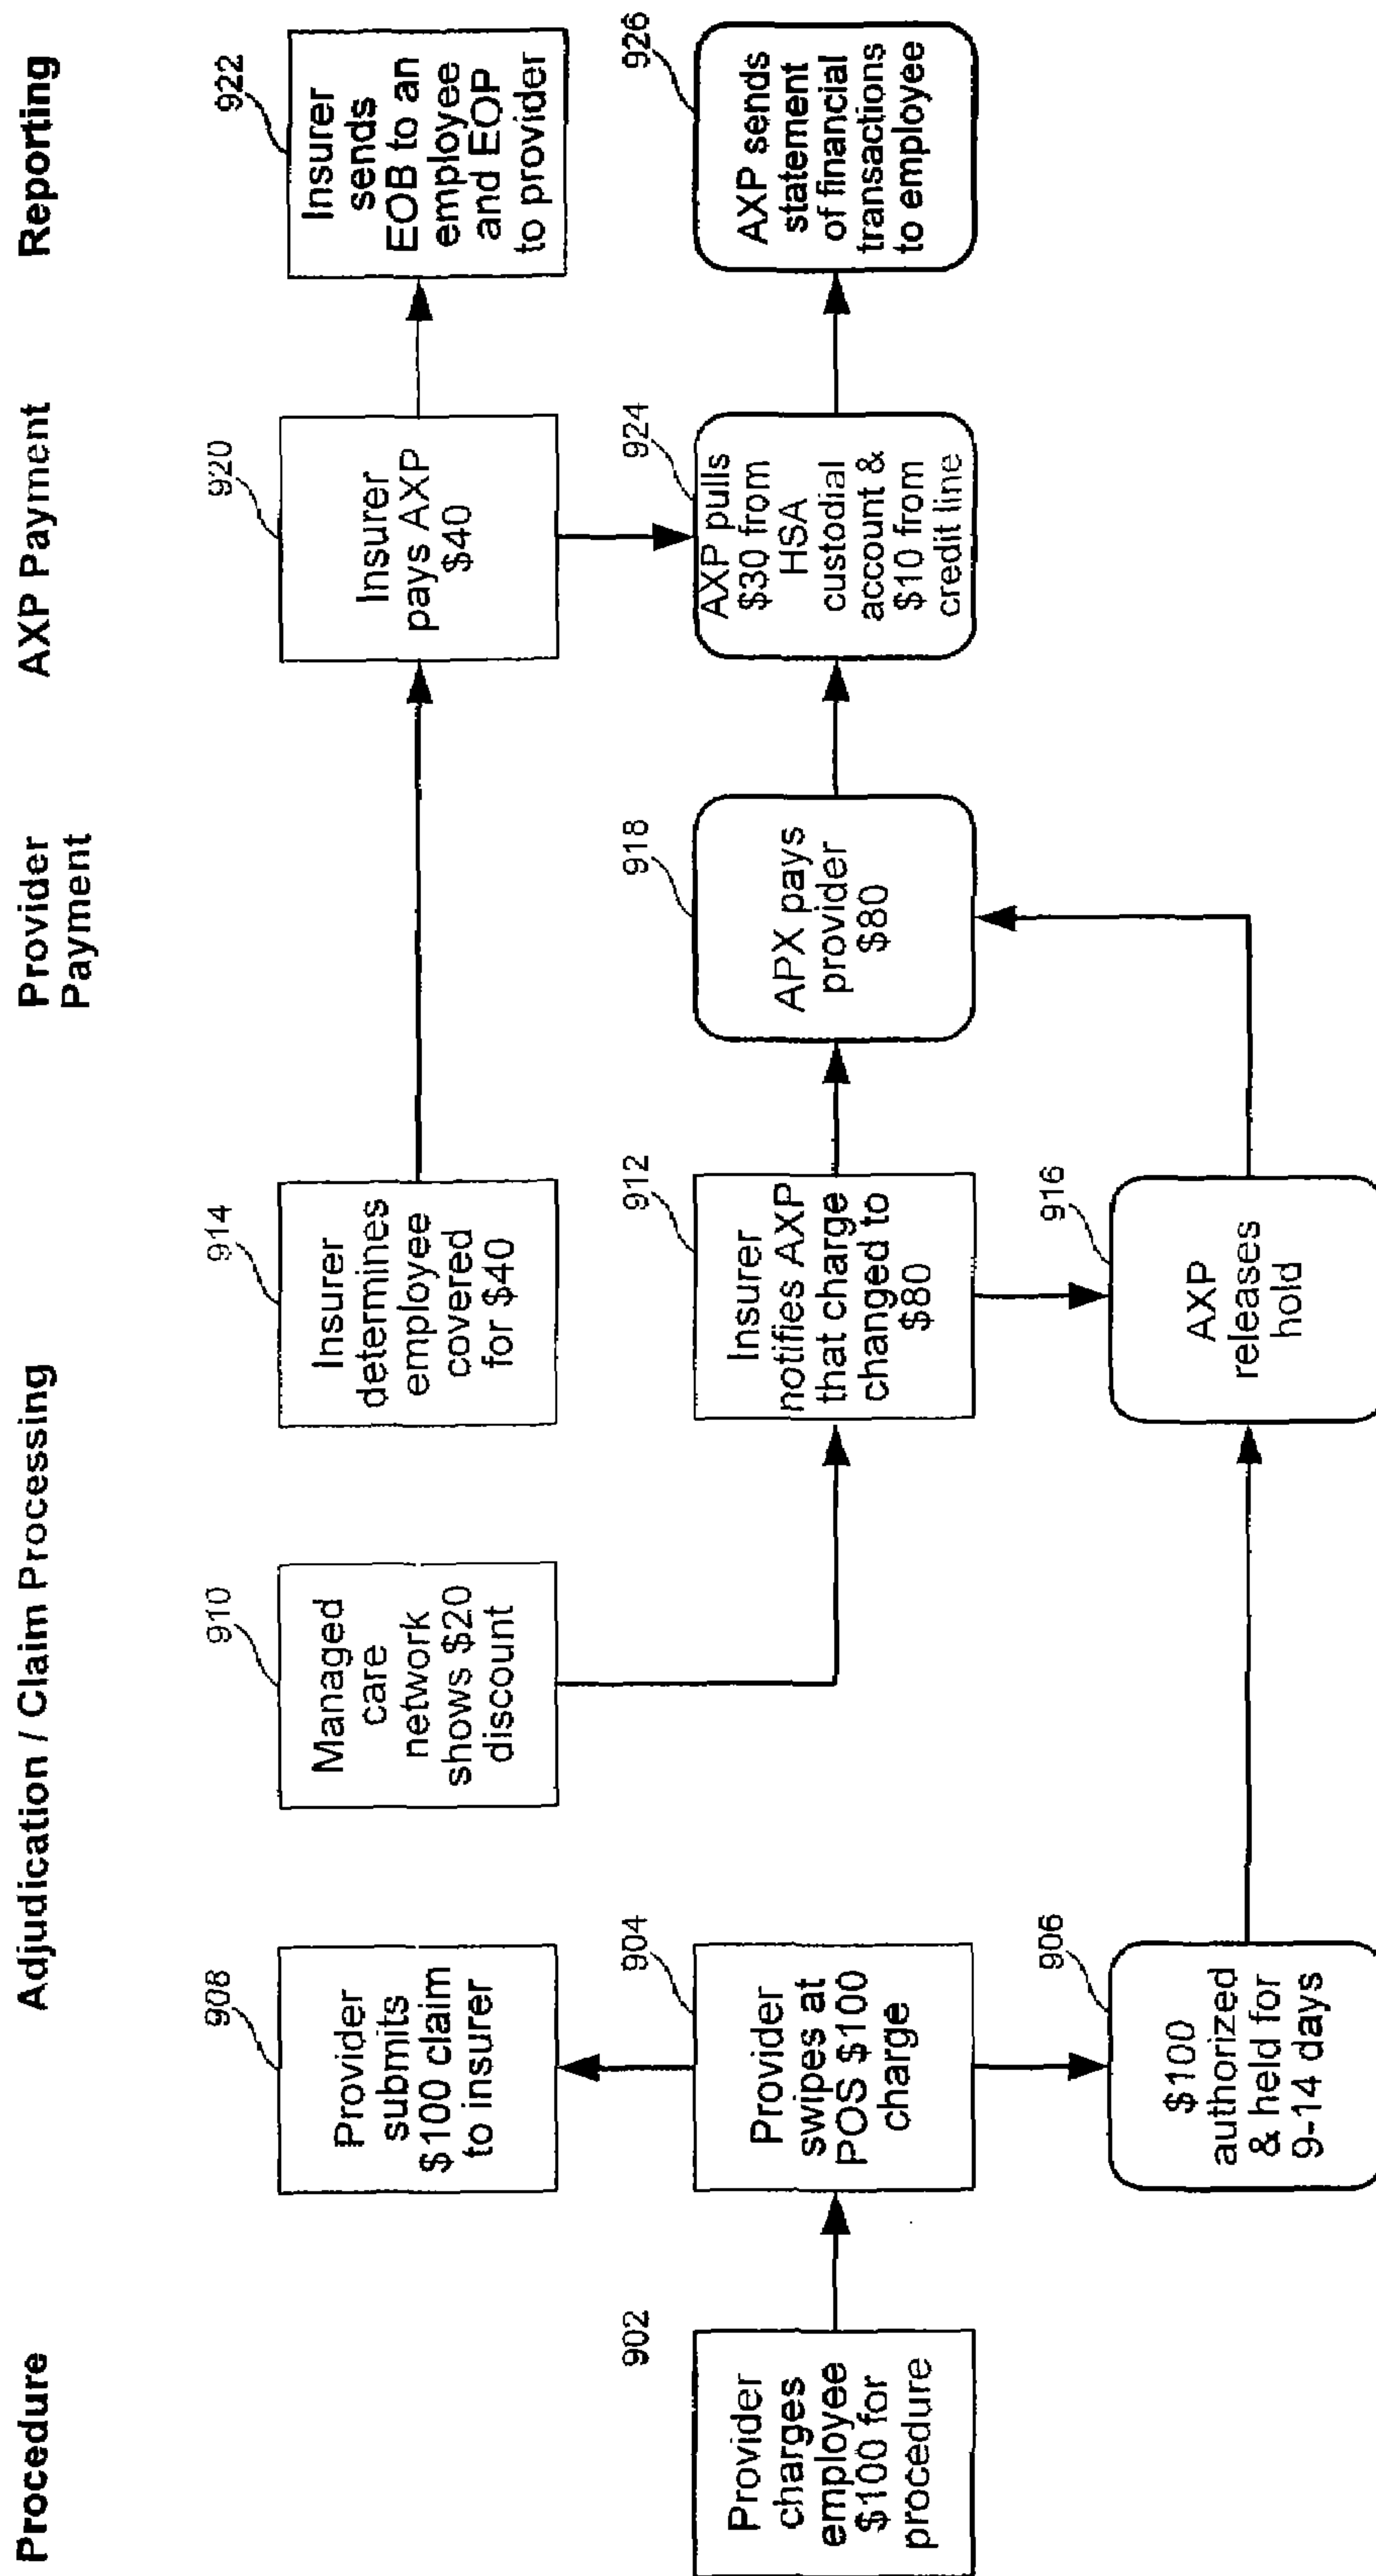 Procedure
Adjudication / Claim Processing
Provider
Payment
AXP Payment
Reporting
902
Provider
charges
employee
$100 for
procedure
908
Provider
submits
$100 claim
to insurer
904
Provider
swipes at
POS $100
charge
906
$100
authorized
& held for
9-14 days
910
Managed
care
network
shows $20
discount
914
Insurer
determines
employee
covered
for $40
912
Insurer
notifies AXP
that charge
changed to
$80
916
AXP
releases
hold
918
APX pays
provider
$80
920
Insurer
pays AXP
$40
924
AXP pulls
$30 from
HSA
custodial
account &
$10 from
credit line
922
Insurer
sends
EOB to an
employee
and EOP
to provider
926
AXP sends
statement
of financial
transactions
to employee